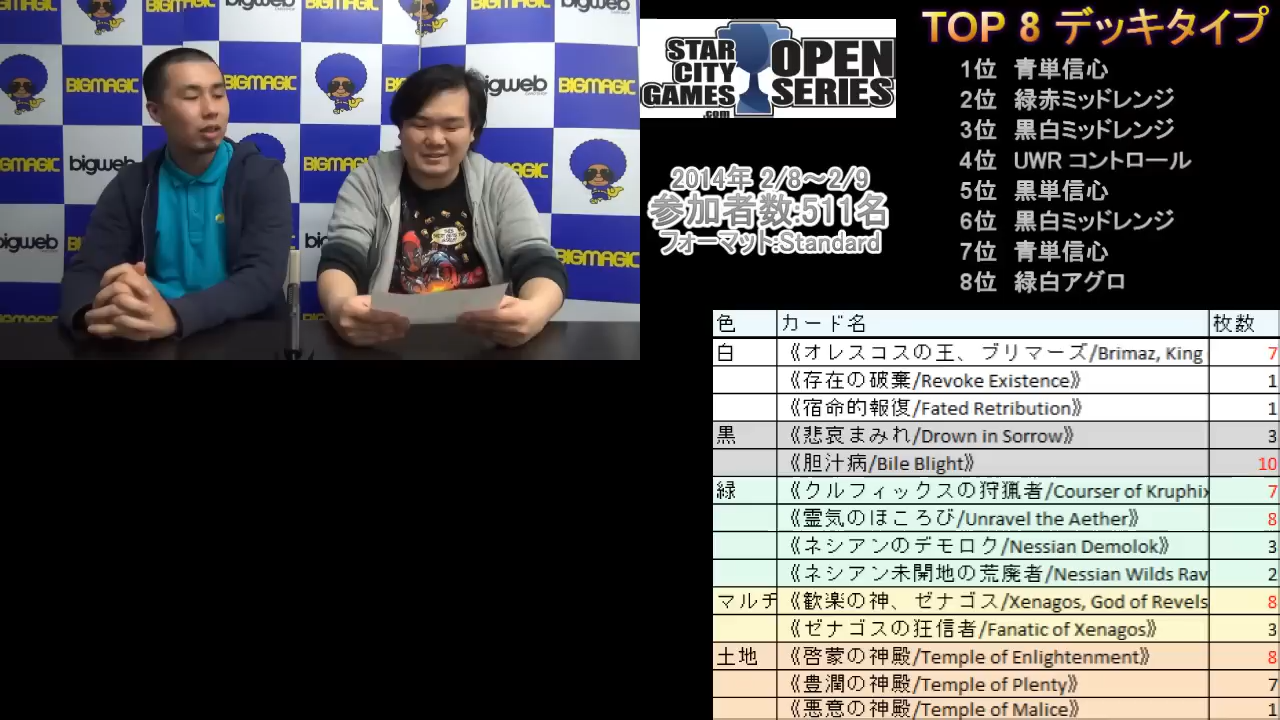 BIGMAGIC
bigweb
BIGMAGIC
bigweb
BIGMAGIC
BIGMAGIC
bigweb
BIGMAGIC
BIGMAGIC
bigweb
BIGMAGIC
BIGMAGIC
bigweb
BIGMAGIC
BIGMAGIC
STAR
CITY
GAMES
.com
OPEN
SERIES
2014年 2/8～2/9
参加者数:511名
フォーマット:Standard
TOP 8 デッキタイプ
1位 青単信心
2位 緑赤ミッドレンジ
3位 黒白ミッドレンジ
4位 UWR コントロール
5位 黒単信心
6位 黒白ミッドレンジ
7位 青単信心
8位 緑白アグロ
色 カード名 枚数
白 《オレスコスの王、ブリマーズ/Brimaz, King 7
《存在の破棄/Revoke Existence》 1
《宿命的報復/Fated Retribution》 1
黒 《悲哀まみれ/Drown in Sorrow》 3
《胆汁病/Bile Blight》 10
緑 《クルフィックスの狩猟者/Courser of Kruphix 7
《霊気のほころび/Unravel the Aether》 8
《ネシアンのデモロク/Nessian Demolok》 3
《ネシアン未開地の荒廃者/Nessian Wilds Rav 2
マルチ 《歓楽の神、ゼナゴス/Xenagos, God of Revels 8
《ゼナゴスの狂信者/Fanatic of Xenagos》 3
土地 《啓蒙の神殿/Temple of Enlightenment》 8
《豊潤の神殿/Temple of Plenty》 7
《悪意の神殿/Temple of Malice》 1